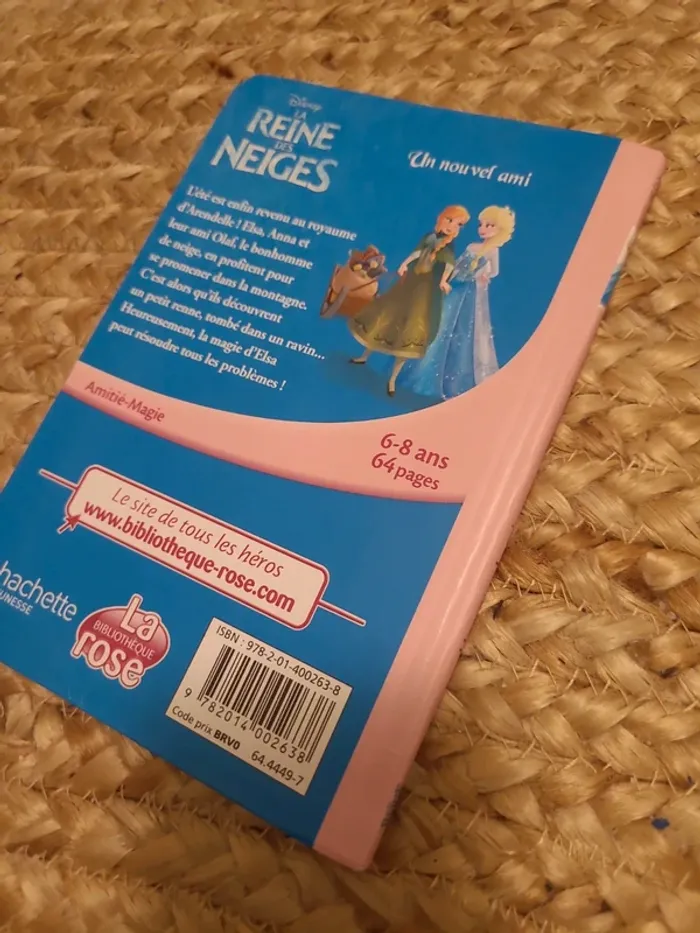 Disney
LA
REINE
DES
NEIGES
Un nouvel ami
L'été est enfin revenu au royaume
d'Arendelle ! Elsa, Anna et
leur ami Olaf, le bonhomme
de neige, en profitent pour
se promener dans la montagne.
C'est alors qu'ils découvrent
un petit renne, tombé dans un ravin...
Heureusement, la magie d'Elsa
peut résoudre tous les problèmes !
Amitié-Magie
6-8 ans
64 pages
Le site de tous les héros
www.bibliotheque-rose.com
hachette
JEUNESSE
La
BIBLIOTHÈQUE
rose
ISBN : 978-2-01-400263-8
9 782014 002638
Code prix BRV0
64.4449-7